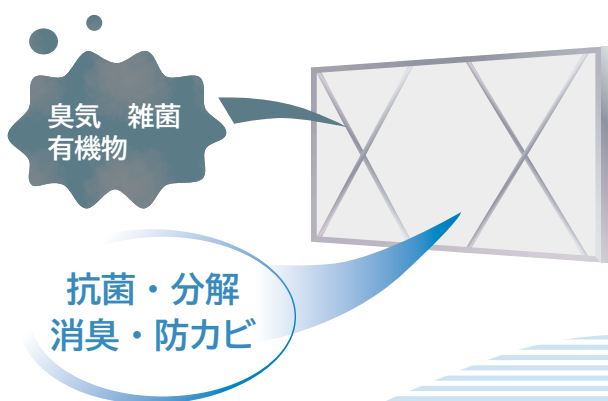 臭気　雑菌
有機物
抗菌・分解
消臭・防カビ